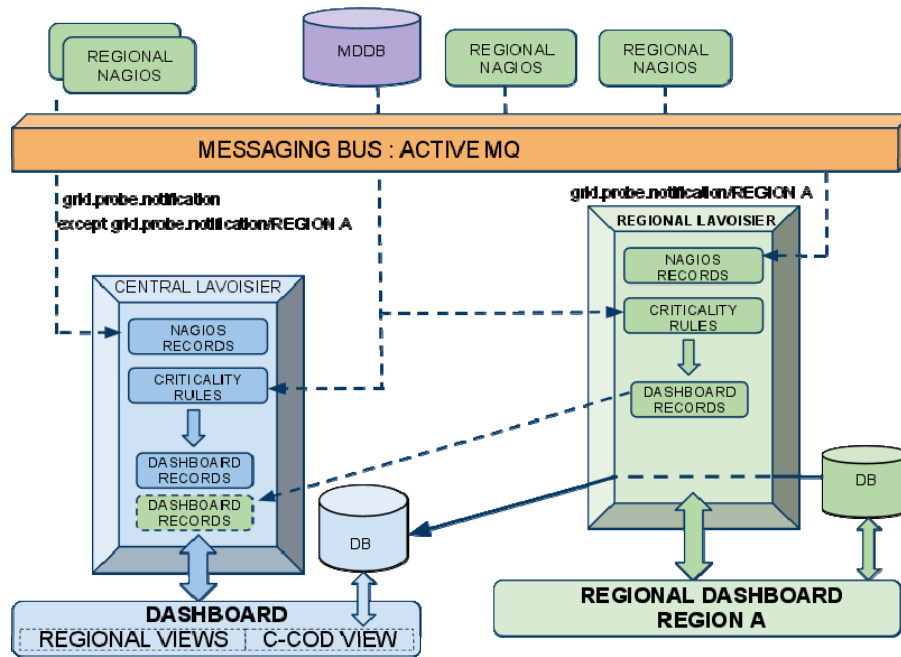 REGIONAL
NAGIOS
MDDB
REGIONAL
NAGIOS
REGIONAL
NAGIOS
MESSAGING BUS : ACTIVE MQ
grid.probe.notification
except grid.probe.notification/REGION A
grid.probe.notification/REGION A
REGIONAL LAVOISIER
NAGIOS
RECORDS
CRITICALITY
RULES
DASHBOARD
RECORDS
CENTRAL LAVOISIER
NAGIOS
RECORDS
CRITICALITY
RULES
DASHBOARD
RECORDS
DASHBOARD
RECORDS
DB
DB
DASHBOARD
REGIONAL VIEWS
C-COD VIEW
REGIONAL DASHBOARD
REGION A